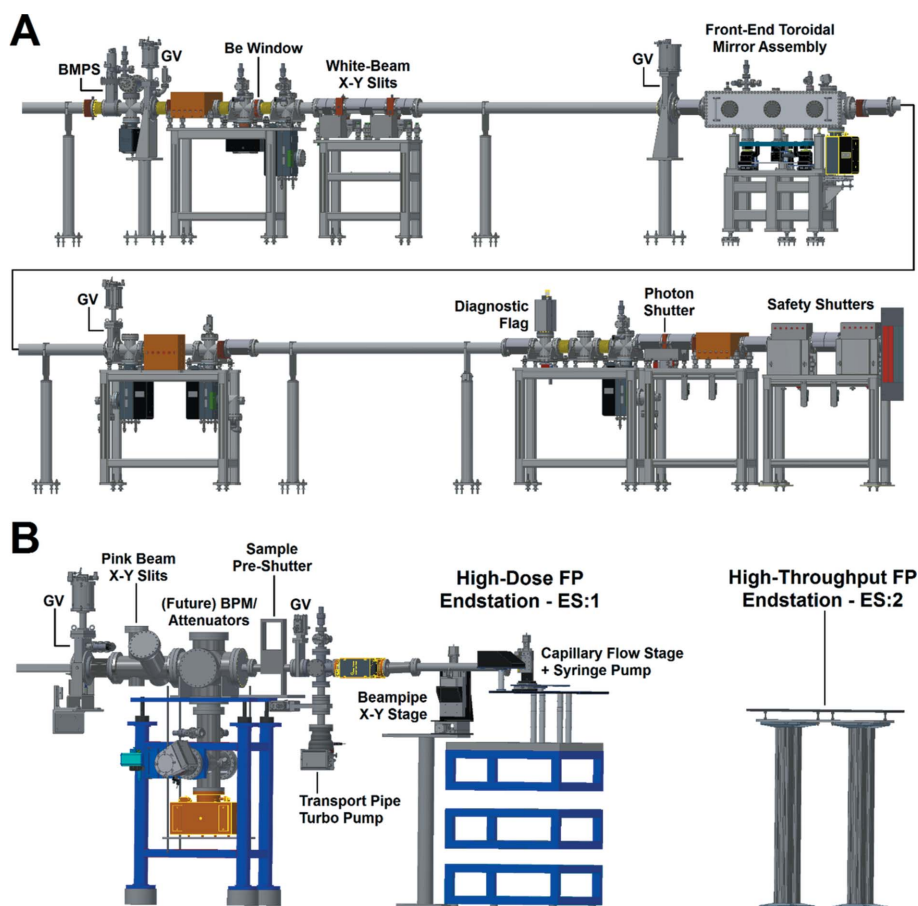 A
BMPS
GV
Be Window
White-Beam
X-Y Slits
GV
Front-End Toroidal
Mirror Assembly
GV
Diagnostic
Flag
Photon
Shutter
Safety Shutters
B
GV
Pink Beam
X-Y Slits
(Future) BPM/
Attenuators
Sample
Pre-Shutter
GV
Transport Pipe
Turbo Pump
High-Dose FP
Endstation - ES:1
Beampipe
X-Y Stage
Capillary Flow Stage
+ Syringe Pump
High-Throughput FP
Endstation - ES:2